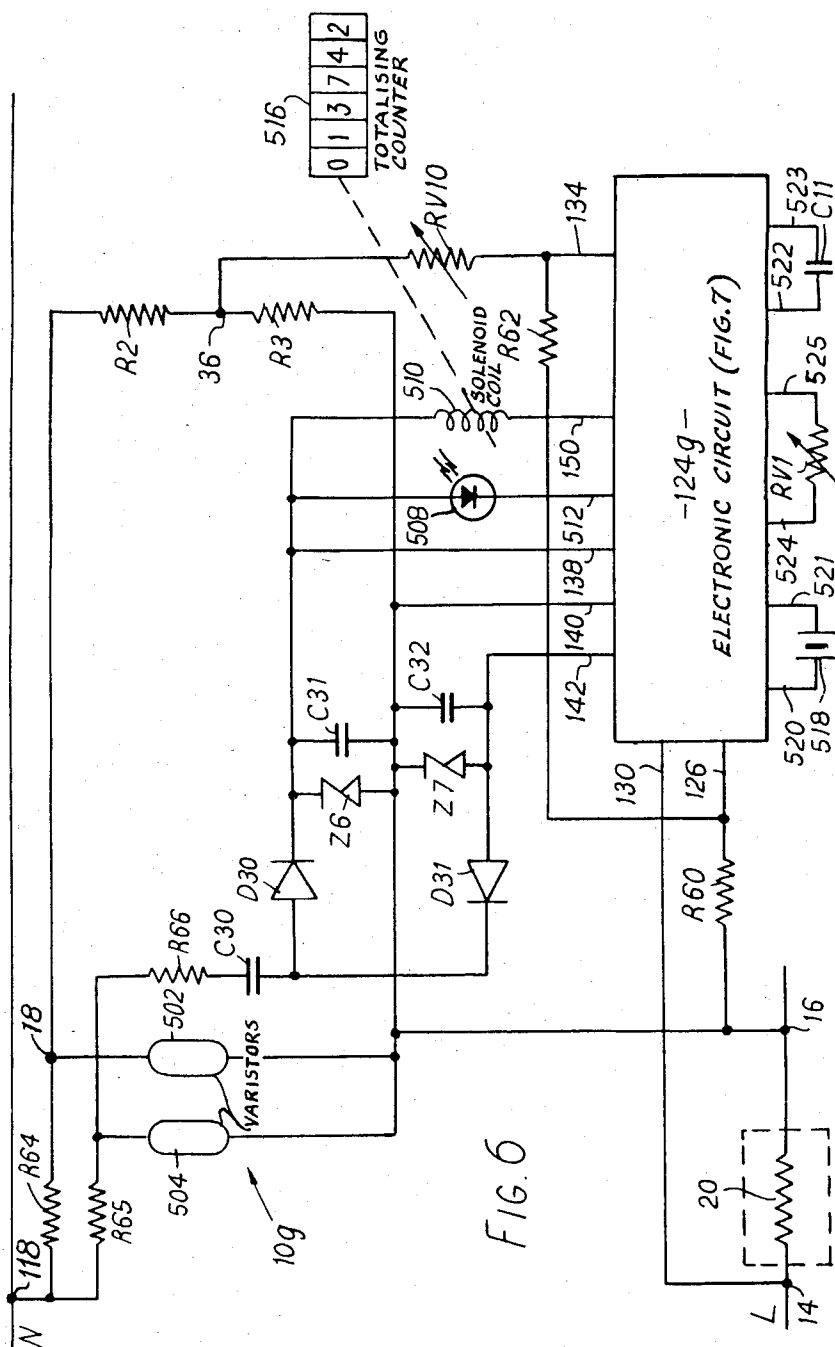 516
0 1 3 7 4 2
TOTALISING
COUNTER
N
118
R64
18
R65
504
502
VARISTORS
10g
R66
C30
D30
D31
Z6
C31
Z7
C32
R2
36
R3
RV10
510
SOLENOID
COIL
508
R62
142
140
138
512
150
134
130
126
-124g-
ELECTRONIC CIRCUIT (FIG.7)
R60
16
20
L
14
520
518
521
524
RV1
525
522
C11
523
FIG.6